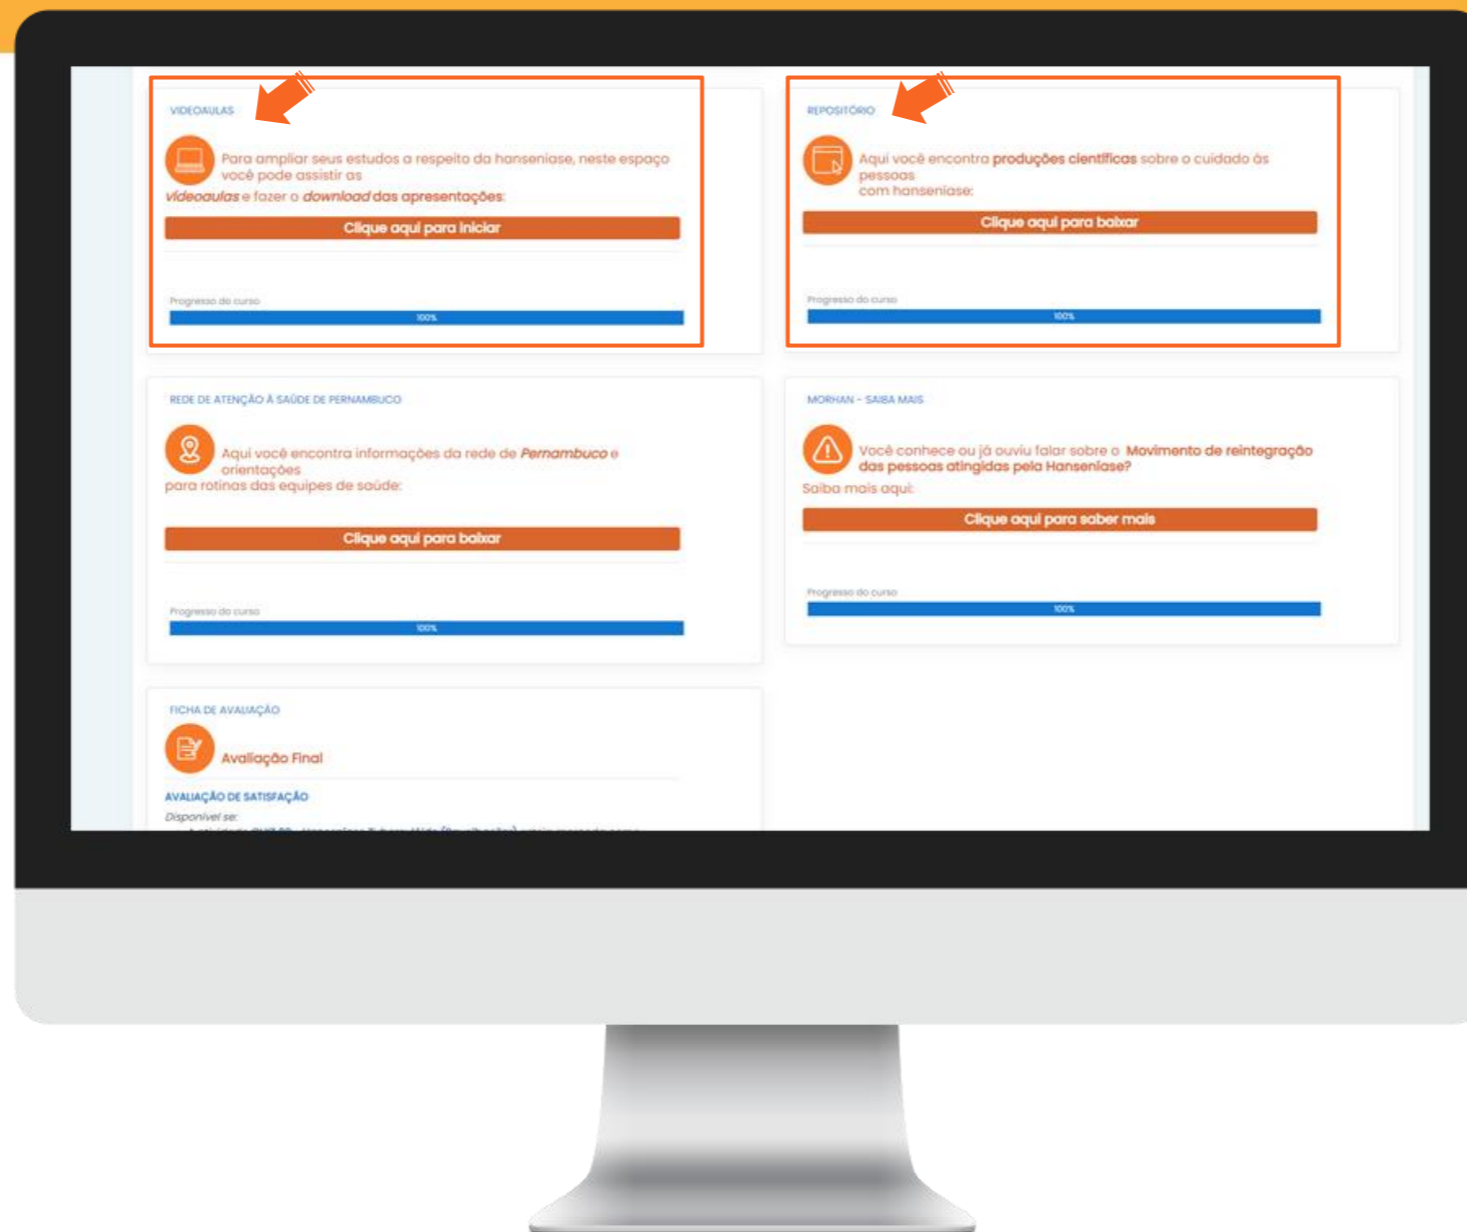 VIDEOAULAS
Para ampliar seus estudos a respeito da hanseníase, neste espaço
você pode assistir as
videoaulas e fazer o download das apresentações:
Clique aqui para iniciar
Progresso do curso
100%
REPOSITÓRIO
Aqui você encontra produções científicas sobre o cuidado às
pessoas
com hanseníase:
Clique aqui para baixar
Progresso do curso
100%
REDE DE ATENÇÃO À SAÚDE DE PERNAMBUCO
Aqui você encontra informações da rede de Pernambuco e
orientações
para rotinas das equipes de saúde:
Clique aqui para baixar
Progresso do curso
100%
MORHAN - SAIBA MAIS
Você conhece ou já ouviu falar sobre o Movimento de reintegração
das pessoas atingidas pela Hanseníase?
Saiba mais aqui:
Clique aqui para saber mais
Progresso do curso
100%
FICHA DE AVALIAÇÃO
Avaliação Final
AVALIAÇÃO DE SATISFAÇÃO
Disponível se: